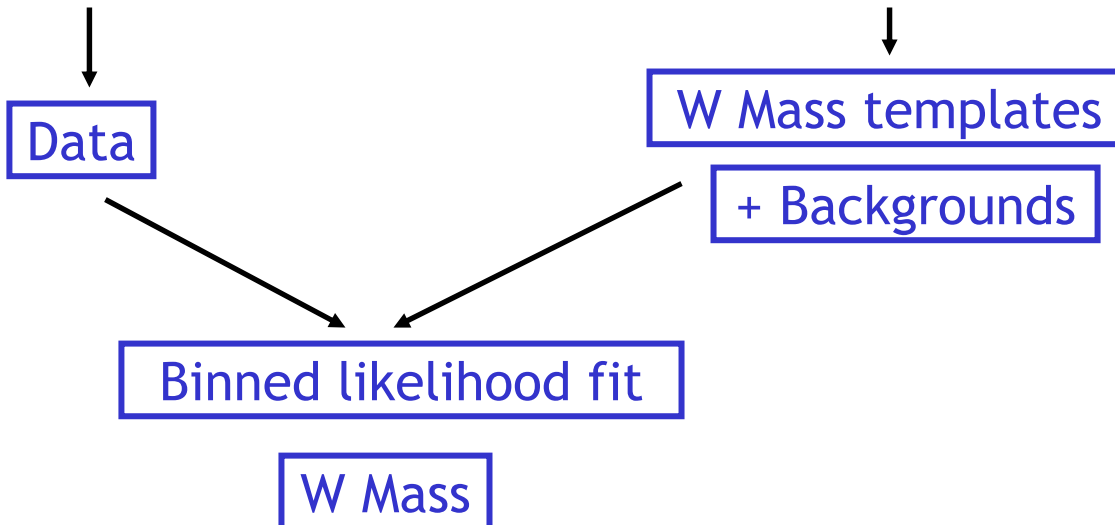 Data
W Mass templates
+ Backgrounds
Binned likelihood fit
W Mass